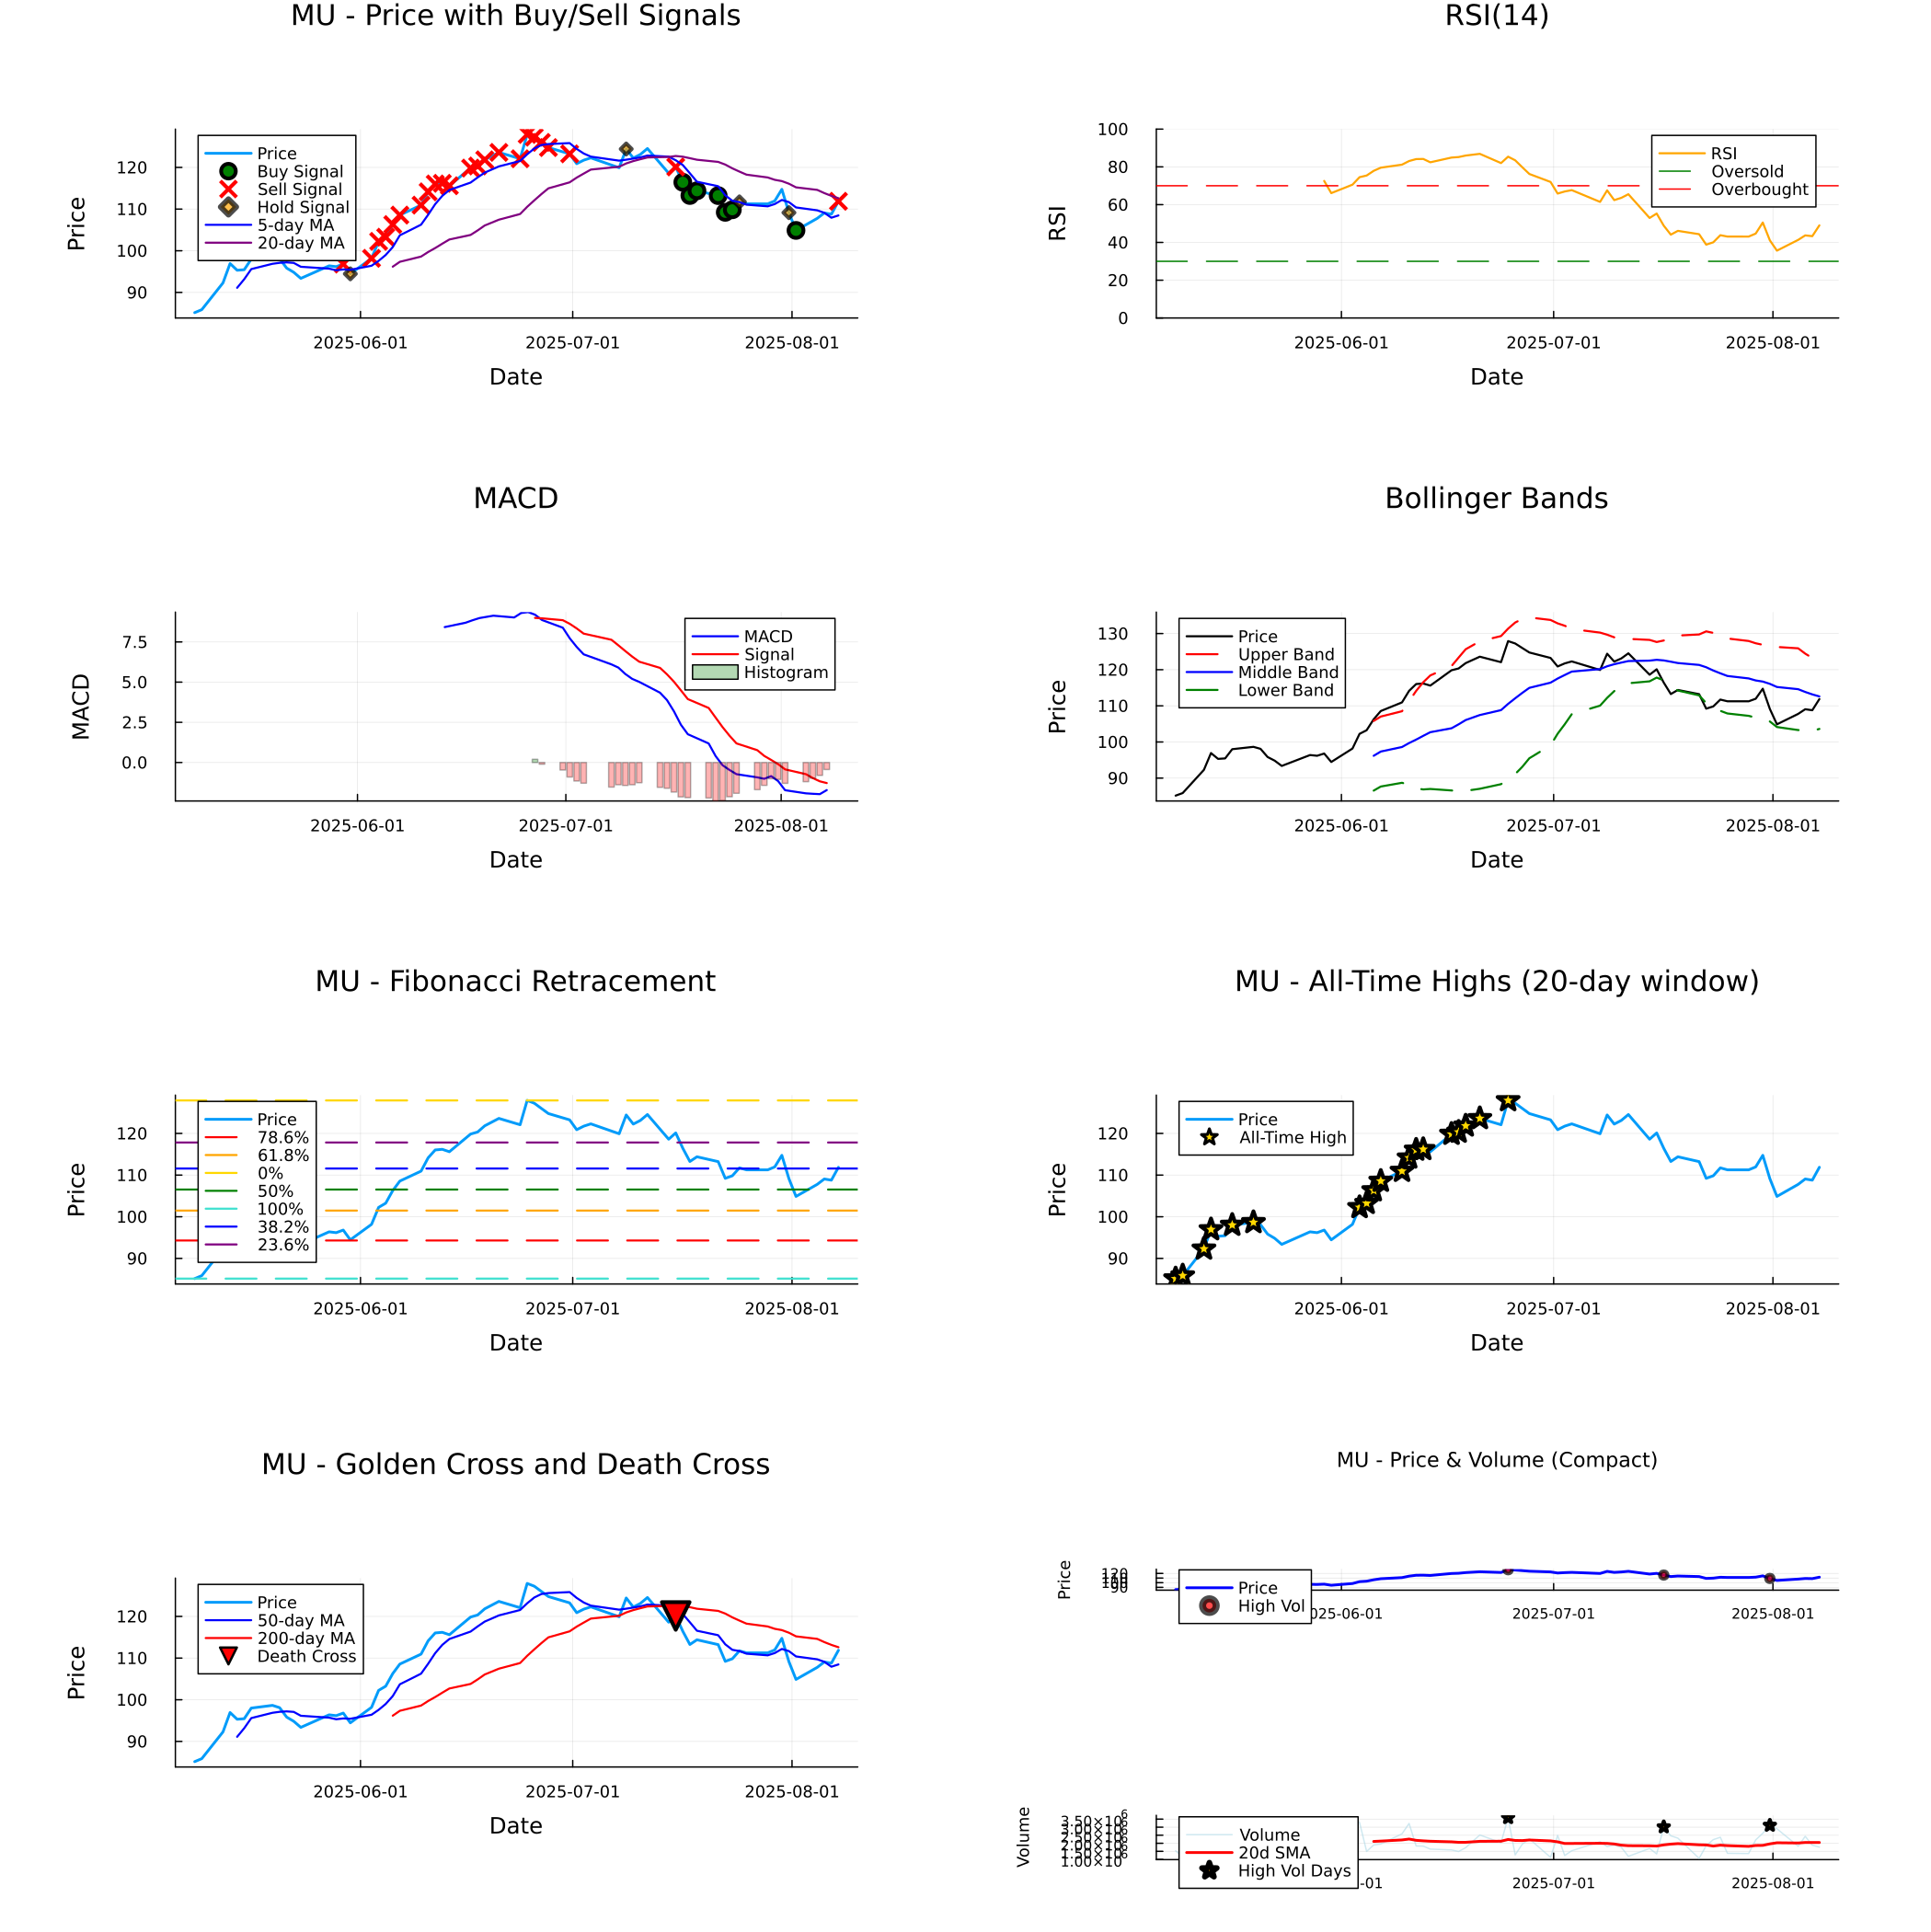 MU - Price with Buy/Sell Signals
Price
120
110
100
90
Price
Buy Signal
Sell Signal
Hold Signal
5-day MA
20-day MA
2025-06-01
2025-07-01
2025-08-01
Date
RSI(14)
RSI
100
80
60
40
20
0
RSI
Oversold
Overbought
2025-06-01
2025-07-01
2025-08-01
Date
MACD
MACD
7.5
5.0
2.5
0.0
MACD
Signal
Histogram
2025-06-01
2025-07-01
2025-08-01
Date
Bollinger Bands
Price
130
120
110
100
90
Price
Upper Band
Middle Band
Lower Band
2025-06-01
2025-07-01
2025-08-01
Date
MU - Fibonacci Retracement
Price
120
110
100
90
Price
78.6%
61.8%
0%
50%
100%
38.2%
23.6%
2025-06-01
2025-07-01
2025-08-01
Date
MU - All-Time Highs (20-day window)
Price
120
110
100
90
Price
All-Time High
2025-06-01
2025-07-01
2025-08-01
Date
MU - Golden Cross and Death Cross
Price
120
110
100
90
Price
50-day MA
200-day MA
Death Cross
2025-06-01
2025-07-01
2025-08-01
Date
MU - Price & Volume (Compact)
Price
120
90
Price
High Vol
2025-07-01
2025-08-01
Volume
Volume
20d SMA
High Vol Days
2025-07-01
2025-08-01